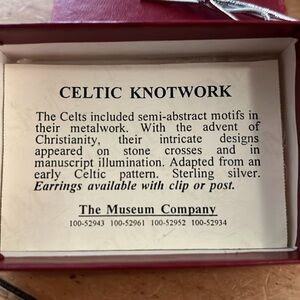 CELTIC KNOTWORK
The Celts included semi-abstract motifs in
their metalwork. With the advent of
Christianity, their intricate designs
appeared on stone crosses and in
manuscript illumination. Adapted from an
early Celtic pattern. Sterling silver.
Earrings available with clip or post.
The Museum Company
100-52943 100-52961 100-52952 100-52934